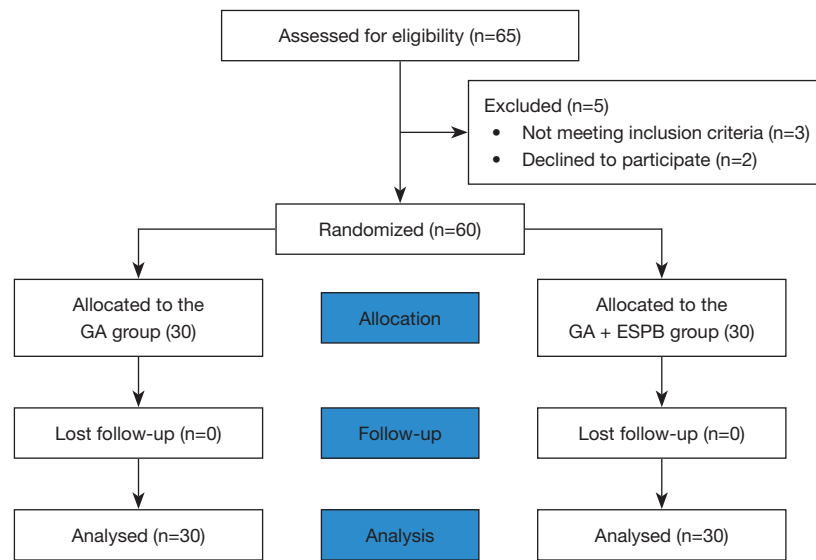 Assessed for eligibility (n=65)
Excluded (n=5)
• Not meeting inclusion criteria (n=3)
• Declined to participate (n=2)
Randomized (n=60)
Allocated to the
GA group (30)
Allocation
Allocated to the
GA + ESPB group (30)
Lost follow-up (n=0)
Follow-up
Lost follow-up (n=0)
Analysed (n=30)
Analysis
Analysed (n=30)